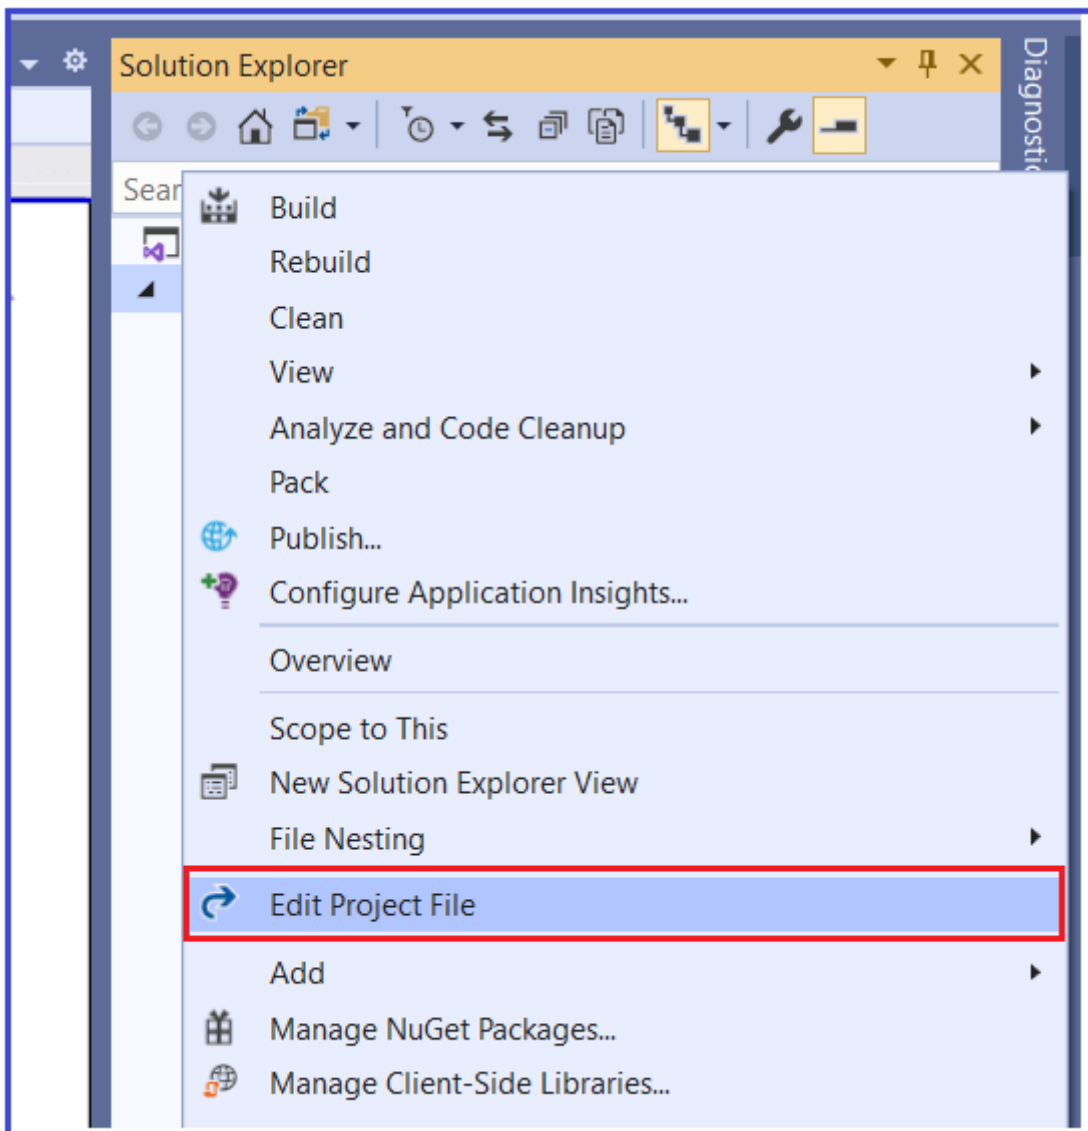 Solution Explorer
Diagnostic
Sear
Build
Rebuild
Clean
View
Analyze and Code Cleanup
Pack
Publish...
Configure Application Insights...
Overview
Scope to This
New Solution Explorer View
File Nesting
Edit Project File
Add
Manage NuGet Packages...
Manage Client-Side Libraries...